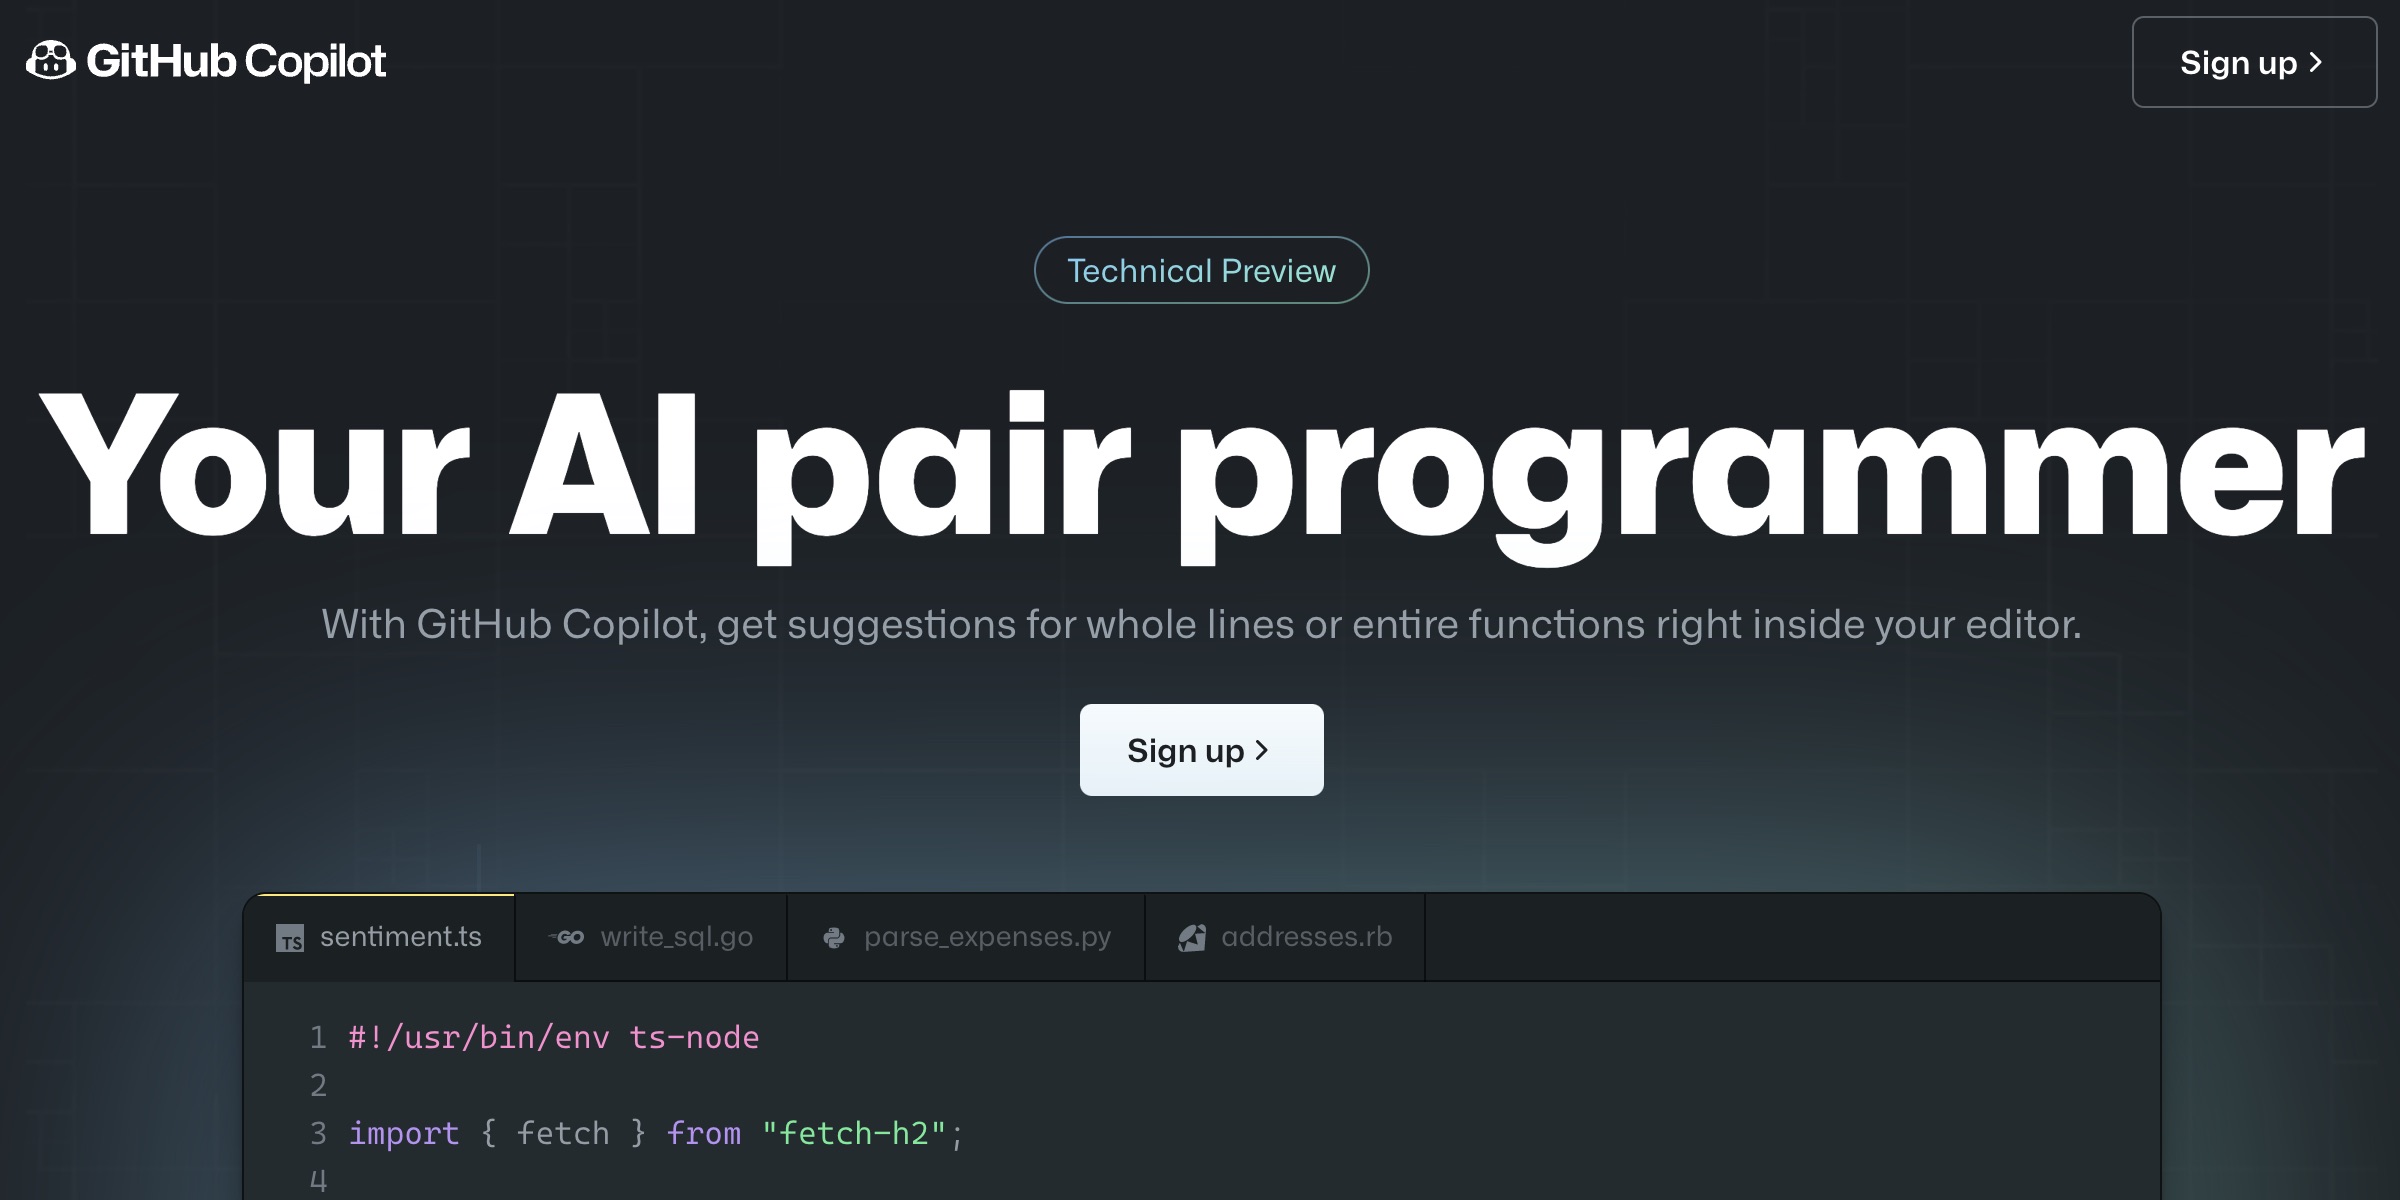 GitHub Copilot
Sign up
Technical Preview
Your AI pair programmer
With GitHub Copilot, get suggestions for whole lines or entire functions right inside your editor.
Sign up
TS sentiment.ts GO write_sql.go parse_expenses.py addresses.rb
1 #!/usr/bin/env ts-node
2
3 import { fetch } from "fetch-h2";
4